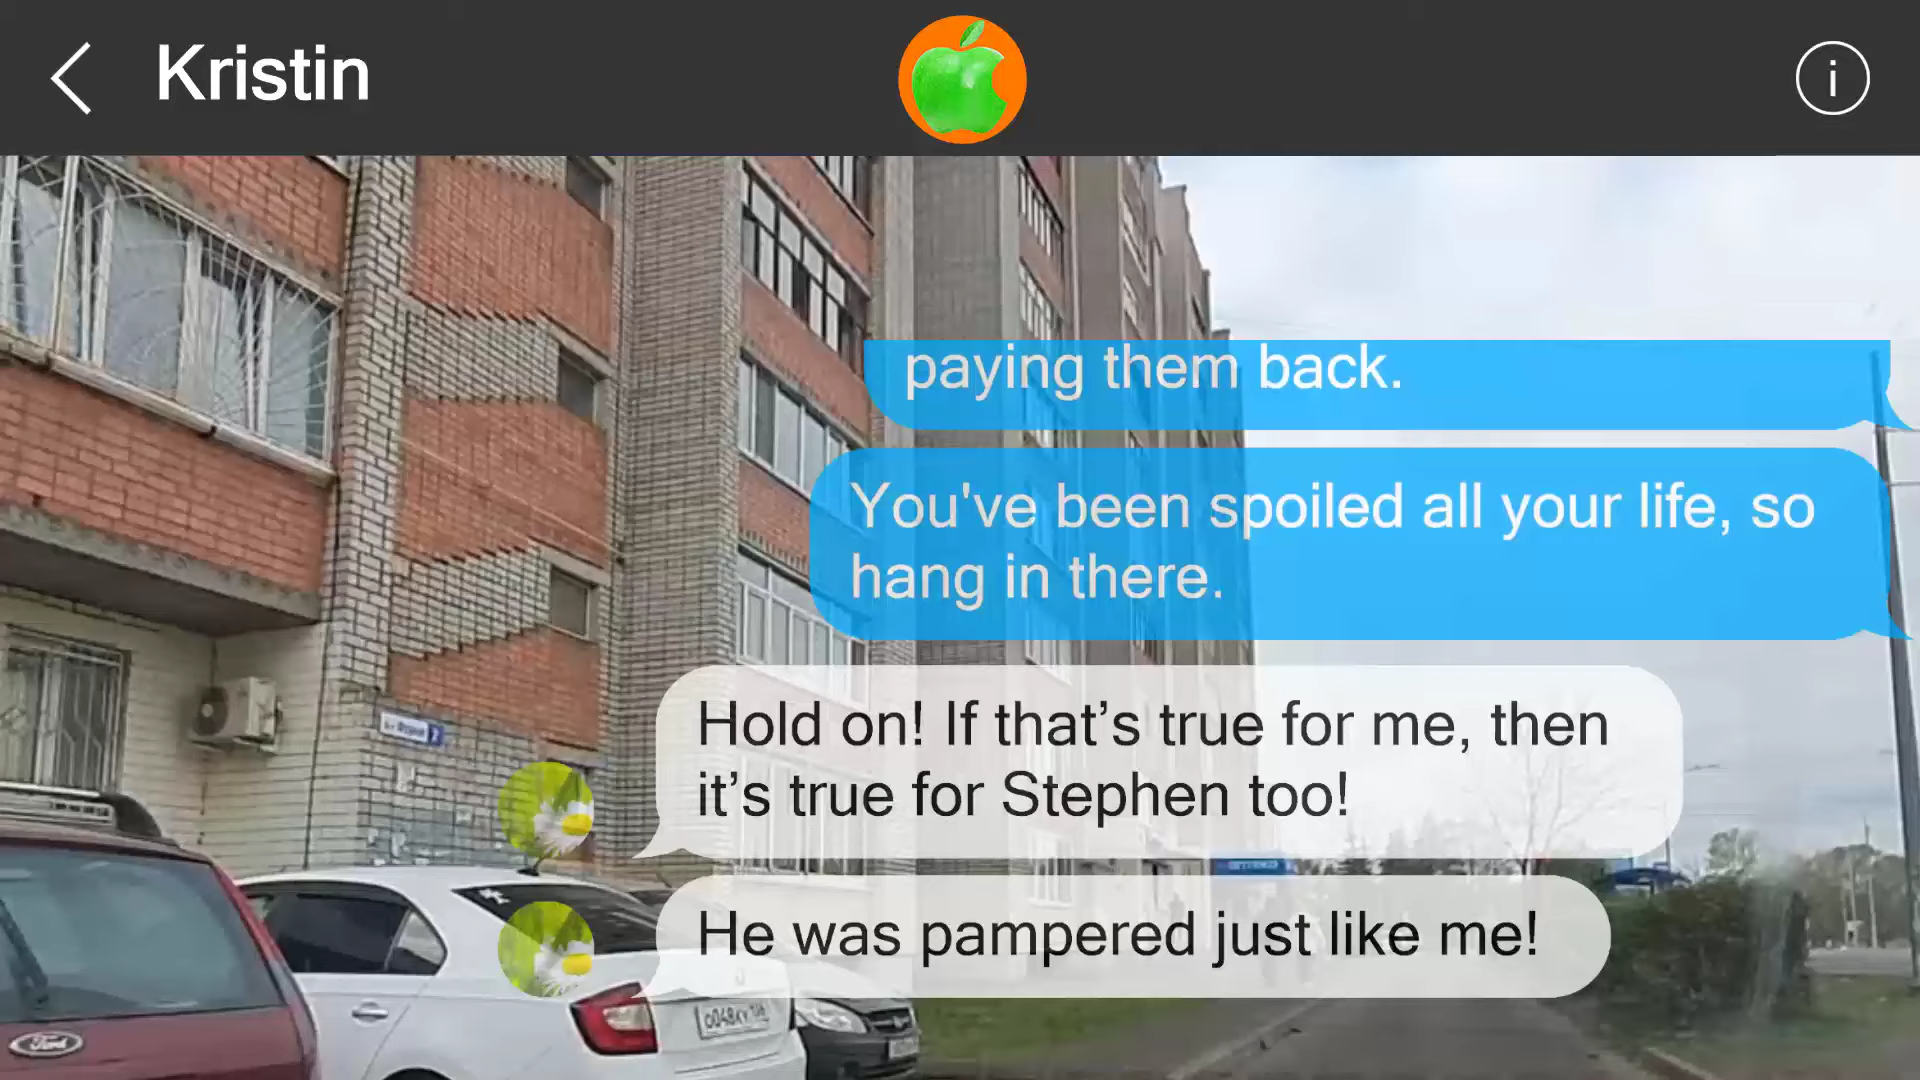 Kristin
i
paying them back.
You've been spoiled all your life, so
hang in there.
Hold on! If that’s true for me, then
it’s true for Stephen too!
He was pampered just like me!
Ford